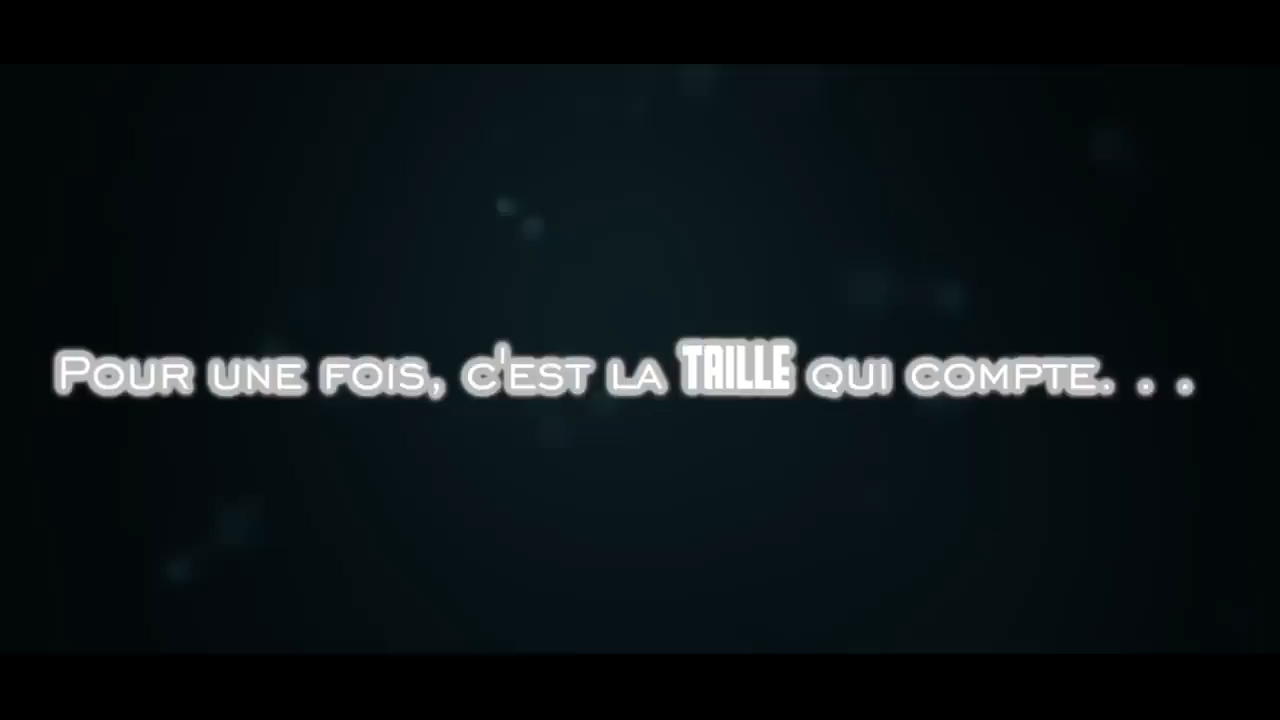 Pour une fois, c'est la TAILLE qui compte. . .